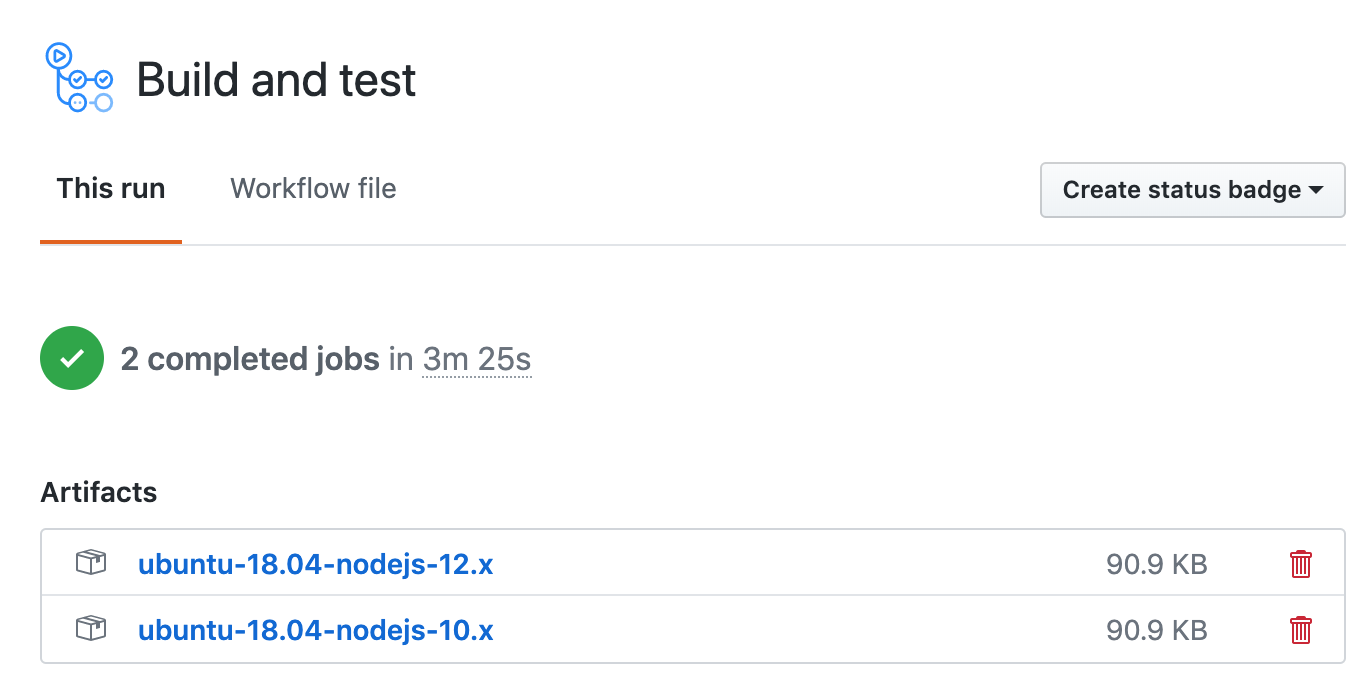 Build and test
This run
Workflow file
Create status badge
2 completed jobs in 3m 25s
Artifacts
ubuntu-18.04-nodejs-12.x 90.9 KB
ubuntu-18.04-nodejs-10.x 90.9 KB